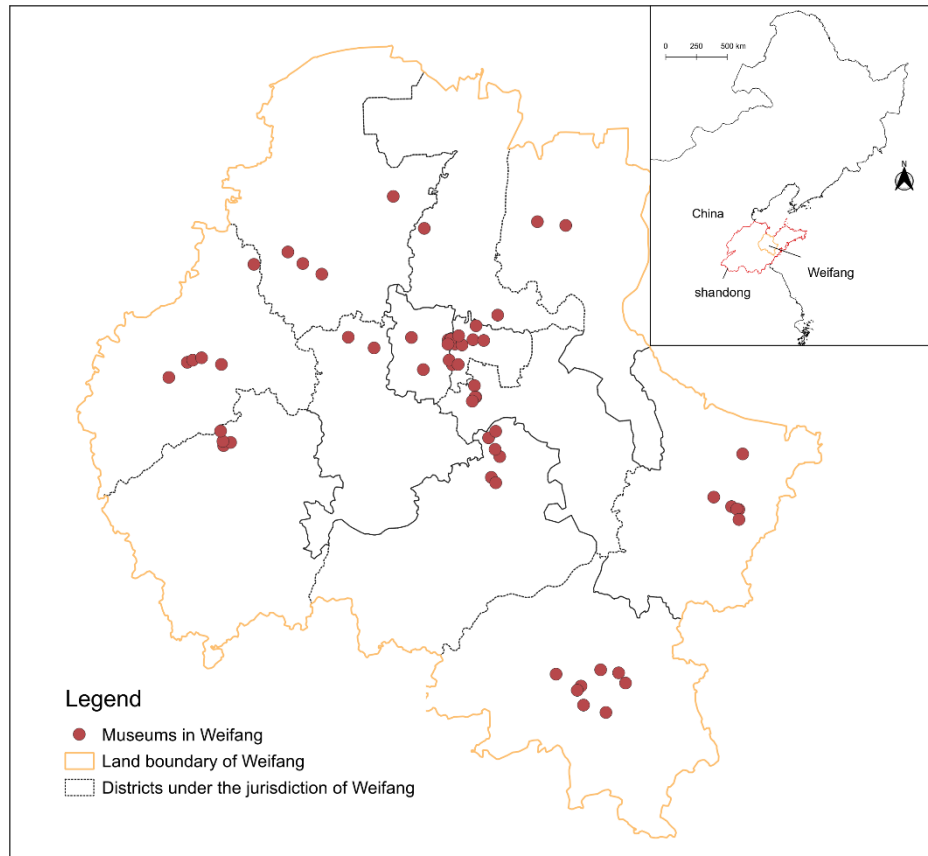 0 250 500 km
N
China
Weifang
shandong
Legend
Museums in Weifang
Land boundary of Weifang
Districts under the jurisdiction of Weifang